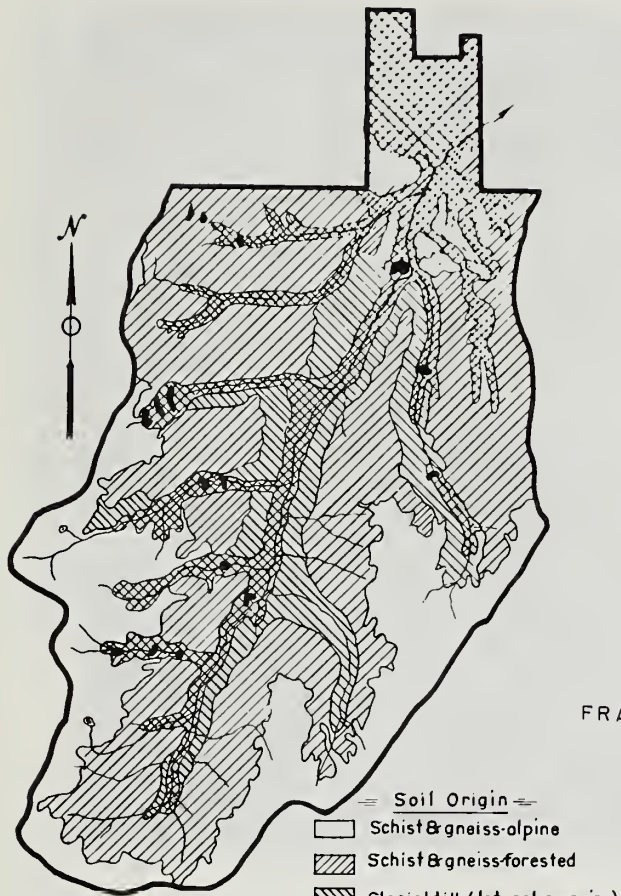 N
FRA
Soil Origin
Schist & gneiss-alpine
Schist & gneiss-forested